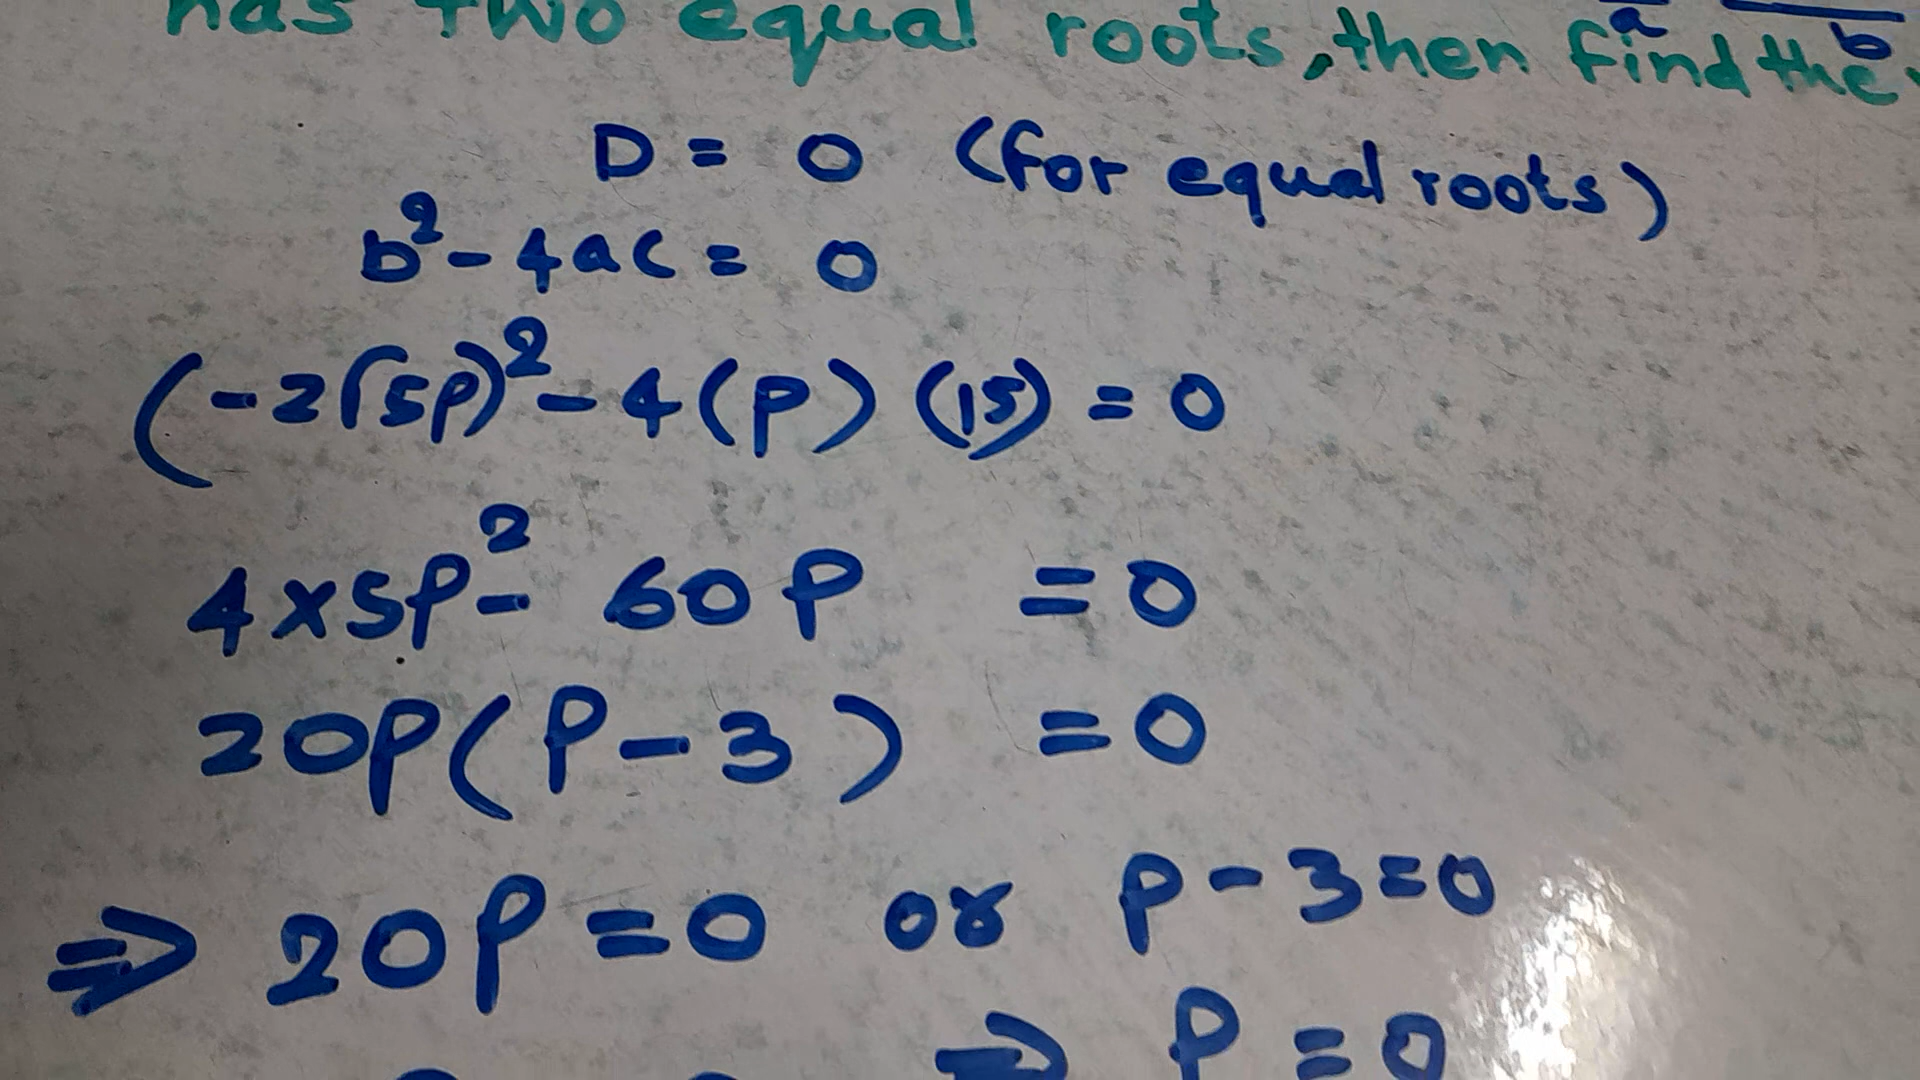 has two equal roots, then find the
a b
D = 0 (for equal roots)
b² - 4ac = 0
(-2√5p)² - 4(p) (15) = 0
4×5p² - 60p = 0
20p(p-3) = 0
⇒ 20p = 0 or p - 3 = 0
⇒ p = 0